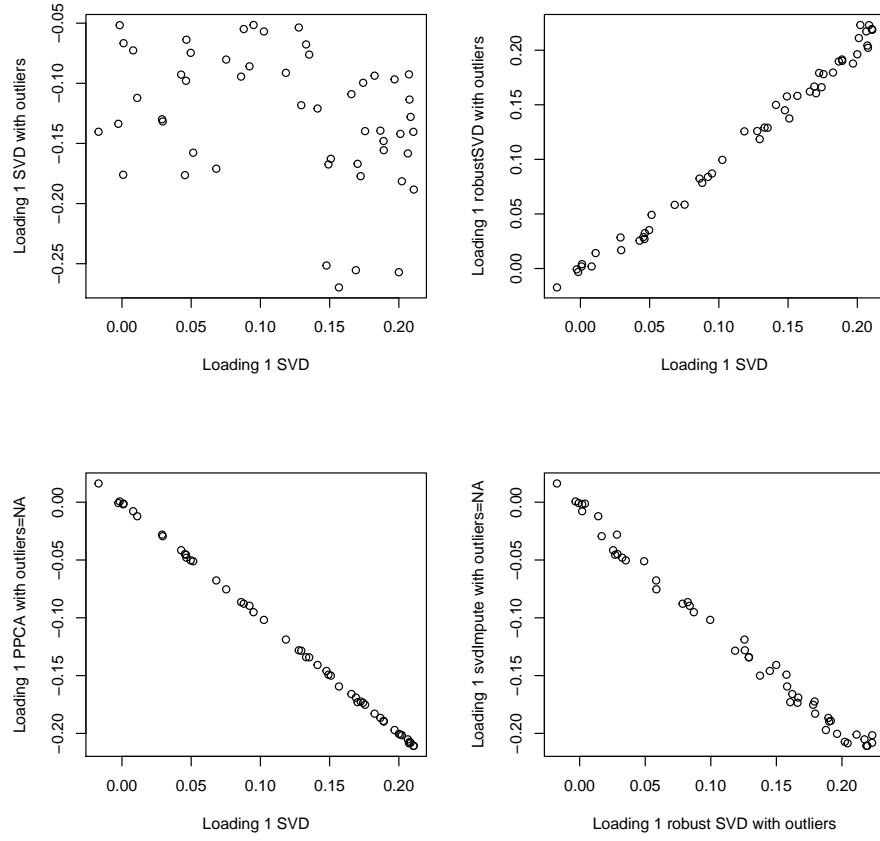 Loading 1 SVD with outliers
−0.05
−0.10
−0.15
−0.20
−0.25
0.00 0.05 0.10 0.15 0.20
Loading 1 SVD
Loading 1 robustSVD with outliers
0.20
0.15
0.10
0.05
0.00
0.00 0.05 0.10 0.15 0.20
Loading 1 SVD
Loading 1 PPCA with outliers=NA
0.00
−0.05
−0.10
−0.15
−0.20
0.00 0.05 0.10 0.15 0.20
Loading 1 SVD
Loading 1 svdImpute with outliers=NA
0.00
−0.05
−0.10
−0.15
−0.20
0.00 0.05 0.10 0.15 0.20
Loading 1 robust SVD with outliers